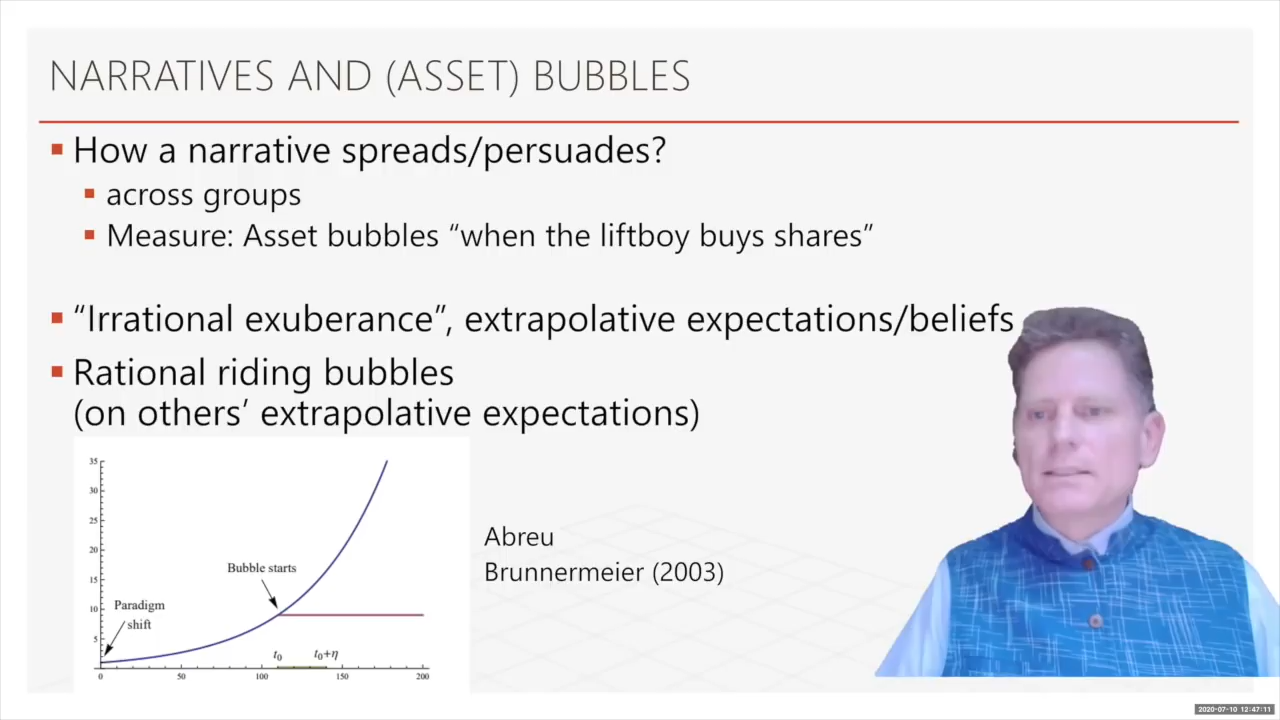 NARRATIVES AND (ASSET) BUBBLES
How a narrative spreads/persuades?
across groups
Measure: Asset bubbles “when the liftboy buys shares”
“Irrational exuberance”, extrapolative expectations/beliefs
Rational riding bubbles
(on others’ extrapolative expectations)
35
30
25
20
15
10
5
Bubble starts
Paradigm
shift
t0
t0+η
0
50
100
150
200
Abreu
Brunnermeier (2003)
2020-07-10 12:47:11